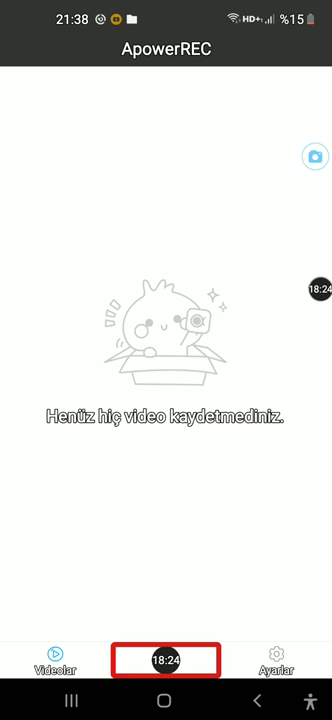 21:38 HD+ %15
ApowerREC
18:24
Henüz hiç video kaydetmediniz.
Videolar 18:24 Ayarlar